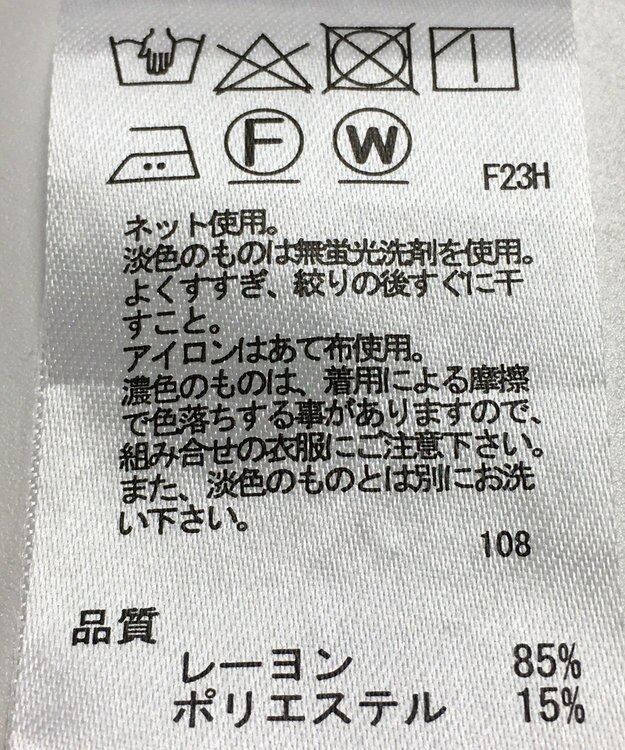 F W
F23H
ネット使用。
淡色のものは無蛍光洗剤を使用。
よくすすぎ、絞りの後すぐに干
すこと。
アイロンはあて布使用。
濃色のものは、着用による摩擦
で色落ちする事がありますので、
組み合せの衣服にご注意下さい。
また、淡色のものとは別にお洗
い下さい。
108
品質
レーヨン 85%
ポリエステル 15%